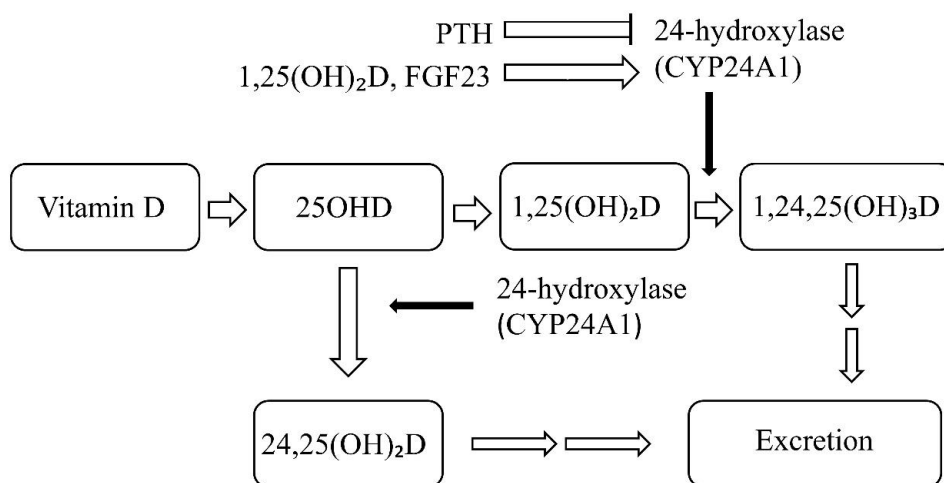 PTH
24-hydroxylase
(CYP24A1)
1,25(OH)₂D, FGF23
Vitamin D
25OHD
1,25(OH)₂D
1,24,25(OH)₃D
24-hydroxylase
(CYP24A1)
24,25(OH)₂D
Excretion